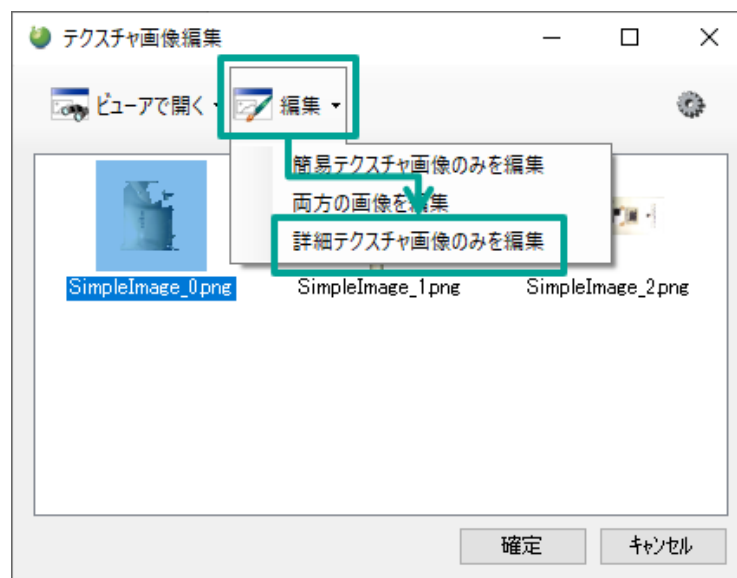 テクスチャ画像編集
ビューアで開く
編集
簡易テクスチャ画像のみを編集
両方の画像を編集
詳細テクスチャ画像のみを編集
SimpleImage_0.png
SimpleImage_1.png
SimpleImage_2.png
確定
キャンセル